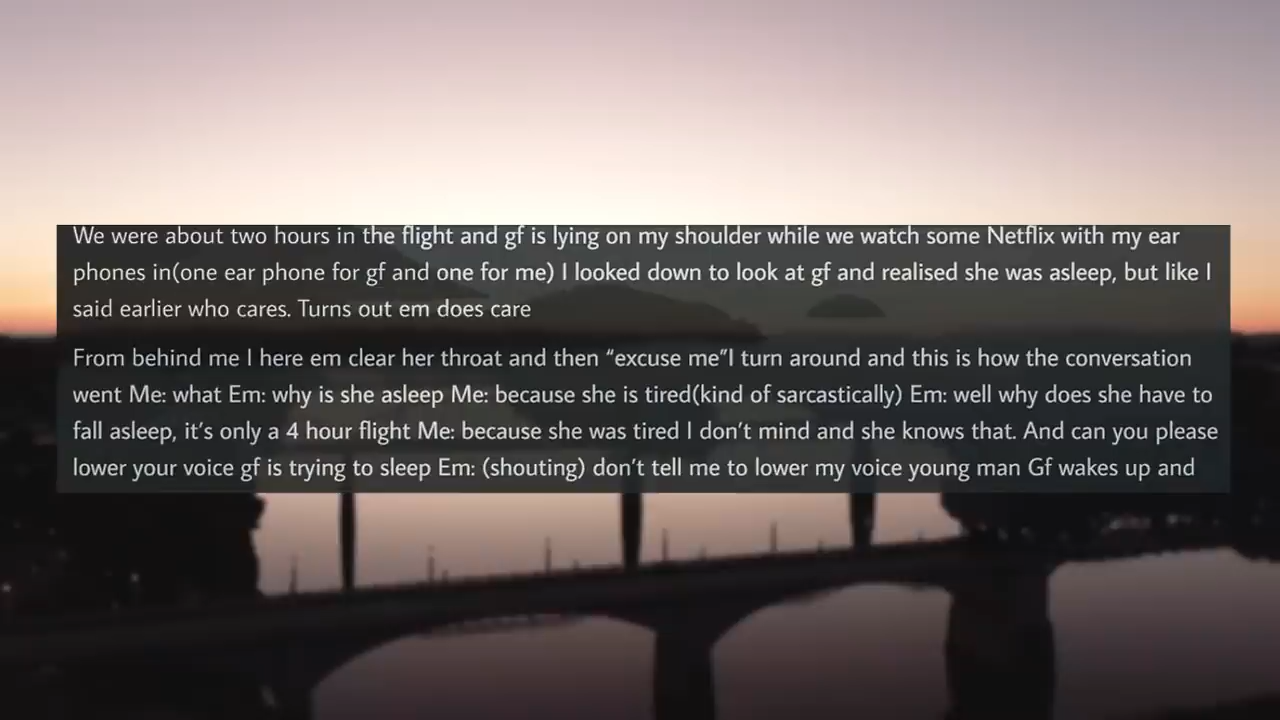 We were about two hours in the flight and gf is lying on my shoulder while we watch some Netflix with my ear
phones in(one ear phone for gf and one for me) I looked down to look at gf and realised she was asleep, but like I
said earlier who cares. Turns out em does care
From behind me I here em clear her throat and then “excuse me”I turn around and this is how the conversation
went Me: what Em: why is she asleep Me: because she is tired(kind of sarcastically) Em: well why does she have to
fall asleep, it’s only a 4 hour flight Me: because she was tired I don’t mind and she knows that. And can you please
lower your voice gf is trying to sleep Em: (shouting) don’t tell me to lower my voice young man Gf wakes up and